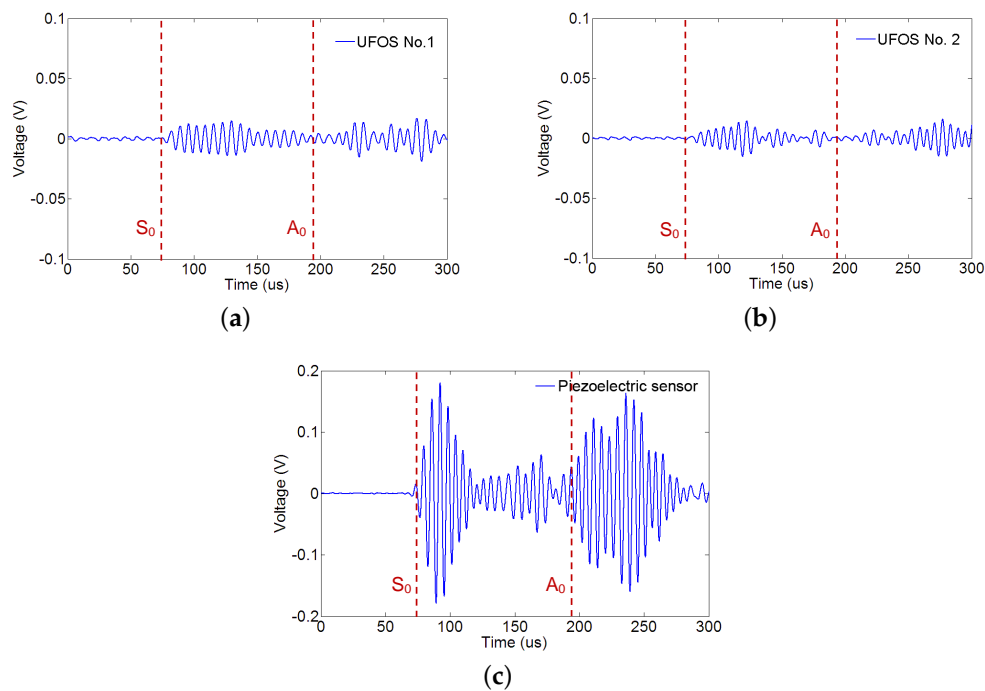 0.1
0.05
0
-0.05
-0.1
Voltage (V)
UFOS No.1
S0
A0
0 50 100 150 200 250 300
Time (us)
(a)
0.1
0.05
0
-0.05
-0.1
Voltage (V)
UFOS No. 2
S0
A0
0 50 100 150 200 250 300
Time (us)
(b)
0.2
0.1
0
-0.1
-0.2
Voltage (V)
Piezoelectric sensor
S0
A0
0 50 100 150 200 250 300
Time (us)
(c)